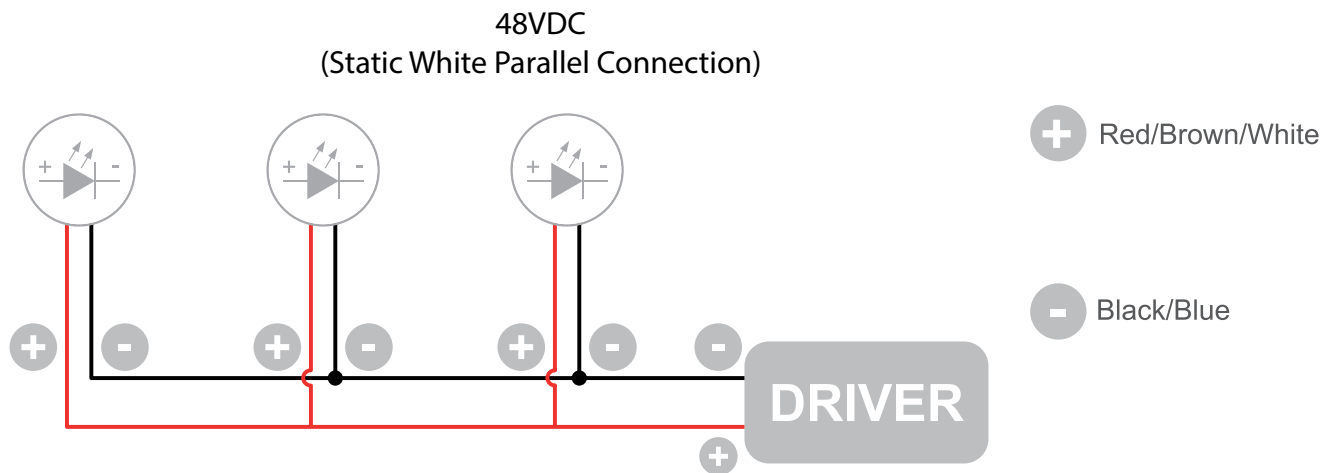 48VDC
(Static White Parallel Connection)
+ -
+ -
+ -
+ Red/Brown/White
- Black/Blue
+ -
+ -
+ -
-
DRIVER
+